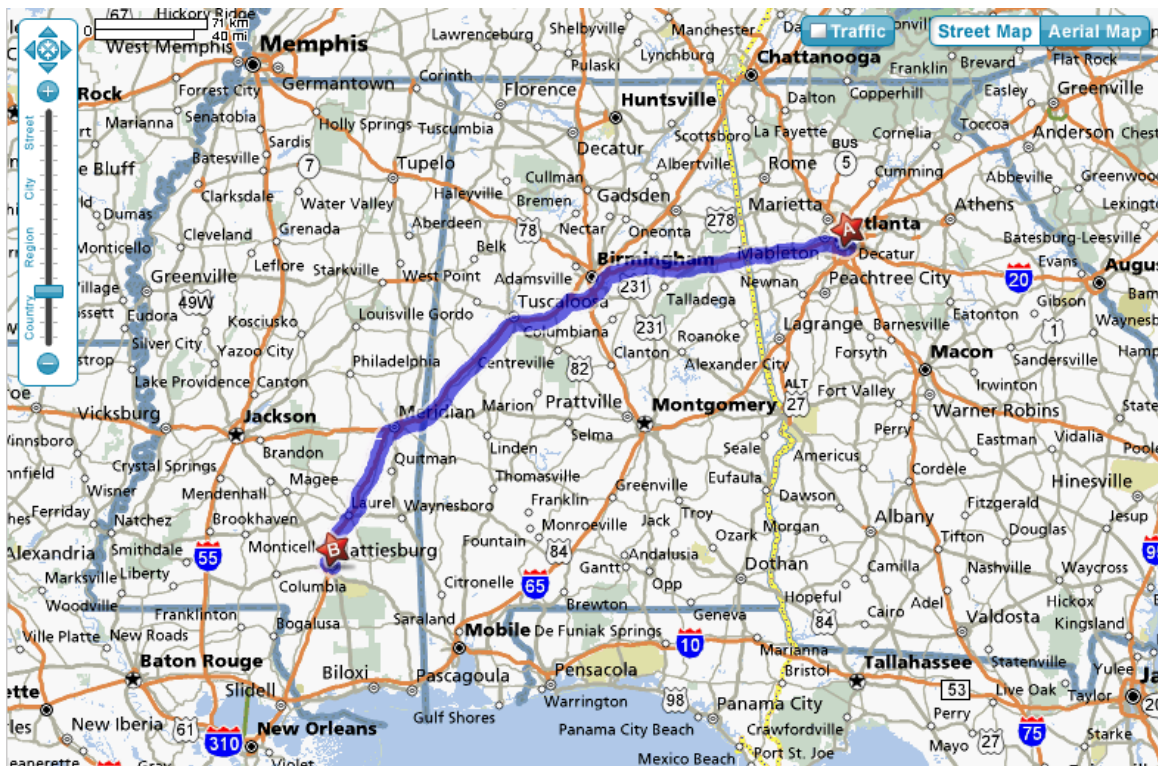 67
Hickory Ridge
71 km
40 mi
0
Lawrenceburg
Shelbyville
Manchester
Traffic
Street Map
Aerial Map
West Memphis
Memphis
Lynchburg
Pulaski
Chattanooga
Franklin
Brevard
Flat Rock
Rock
Forrest City
Germantown
Corinth
Florence
Huntsville
Dalton
Copperhill
Easley
Greenville
Marianna
Senatobia
Holly Springs
Tuscumbia
Scottsboro
La Fayette
Cornelia
Toccoa
Anderson
Street
Sardis
Decatur
BUS
5
e Bluff
Batesville
7
Tupelo
Albertville
Rome
Cumming
Abbeville
Greenwood
Clarksdale
Haleyville
Cullman
Gadsden
City
Water Valley
Bremen
Marietta
Athens
Dumas
Aberdeen
78
Nectar
Oneonta
278
A
tlanta
Monticello
Cleveland
Grenada
Belk
Batesburg-Leesville
Region
Leflore
Adamsville
Birmingham
Mableton
Decatur
Evans
Greenville
Starkville
West Point
231
Newnan
Peachtree City
20
Augus
Village
49W
Tuscaloosa
Talladega
Gibson
Eudora
Kosciusko
Louisville
Gordo
Columbiana
231
Roanoke
Lagrange
Barnesville
Eatonton
1
Waynesbo
Country
Silver City
Yazoo City
Philadelphia
Centreville
Clanton
Alexander City
Forsyth
Macon
Sandersville
Lake Providence
Canton
82
ALT
27
Fort Valley
Irwinton
Vicksburg
Jackson
Meridian
Marion
Prattville
Montgomery
Warner Robins
Brandon
Linden
Selma
Seale
Perry
Eastman
Vidalia
Crystal Springs
Quitman
Americus
Magee
Thomasville
Eufaula
Cordele
Wisner
Mendenhall
Franklin
Greenville
Dawson
Fitzgerald
Hinesville
Ferriday
Natchez
Brookhaven
Laurel
Waynesboro
Monroeville
Jack
Troy
Morgan
Albany
Douglas
Jesup
Alexandria
Smithdale
55
B
attiesburg
Fountain
84
Andalusia
Ozark
Tifton
Marksville
Liberty
Columbia
Citronelle
65
Gantt
Opp
Dothan
Camilla
Nashville
Waycross
Woodville
Franklinton
Brewton
Geneva
Hopeful
Cairo
Adel
Hickox
Ville Platte
New Roads
Bogalusa
Saraland
84
Valdosta
Kingsland
Mobile
De Funiak Springs
10
Marianna
Baton Rouge
Biloxi
Pascagoula
Pensacola
Bristol
Tallahassee
Statenville
Yulee
Slidell
Warrington
53
Live Oak
Taylor
New Iberia
61
310
New Orleans
Gulf Shores
98
Panama City
Perry
75
Panama City Beach
Crawfordville
Mayo
27
Starke
Violet
Mexico Beach
Port St. Joe